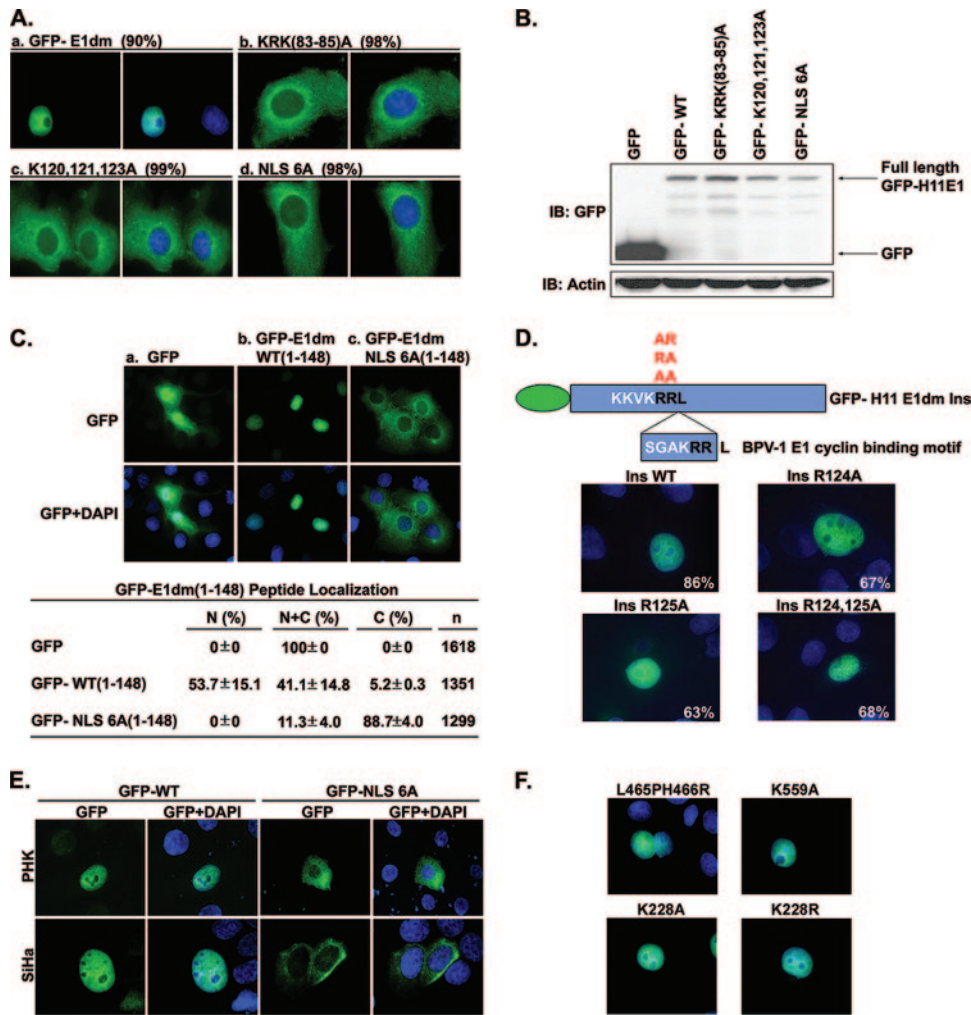 A.
a. GFP- E1dm (90%)
b. KRK(83-85)A (98%)
c. K120,121,123A (99%)
d. NLS 6A (98%)
B.
GFP
GFP- WT
GFP- KRK(83-85)A
GFP- K120,121,123A
GFP- NLS 6A
IB: GFP
Full length
GFP-H11E1
GFP
IB: Actin
C.
a. GFP
b. GFP-E1dm
WT(1-148)
c. GFP-E1dm
NLS 6A(1-148)
GFP
GFP+DAPI
GFP-E1dm(1-148) Peptide Localization
N (%) N+C (%) C (%) n
GFP 0±0 100±0 0±0 1618
GFP- WT(1-148) 53.7±15.1 41.1±14.8 5.2±0.3 1351
GFP- NLS 6A(1-148) 0±0 11.3±4.0 88.7±4.0 1299
D.
AR
RA
AA
KKVKRRL
GFP- H11 E1dm Ins
SGAKRR L BPV-1 E1 cyclin binding motif
Ins WT
86%
Ins R124A
67%
Ins R125A
63%
Ins R124,125A
68%
E.
GFP-WT GFP-NLS 6A
GFP GFP+DAPI GFP GFP+DAPI
PHK
SiHa
F.
L465PH466R
K559A
K228A
K228R